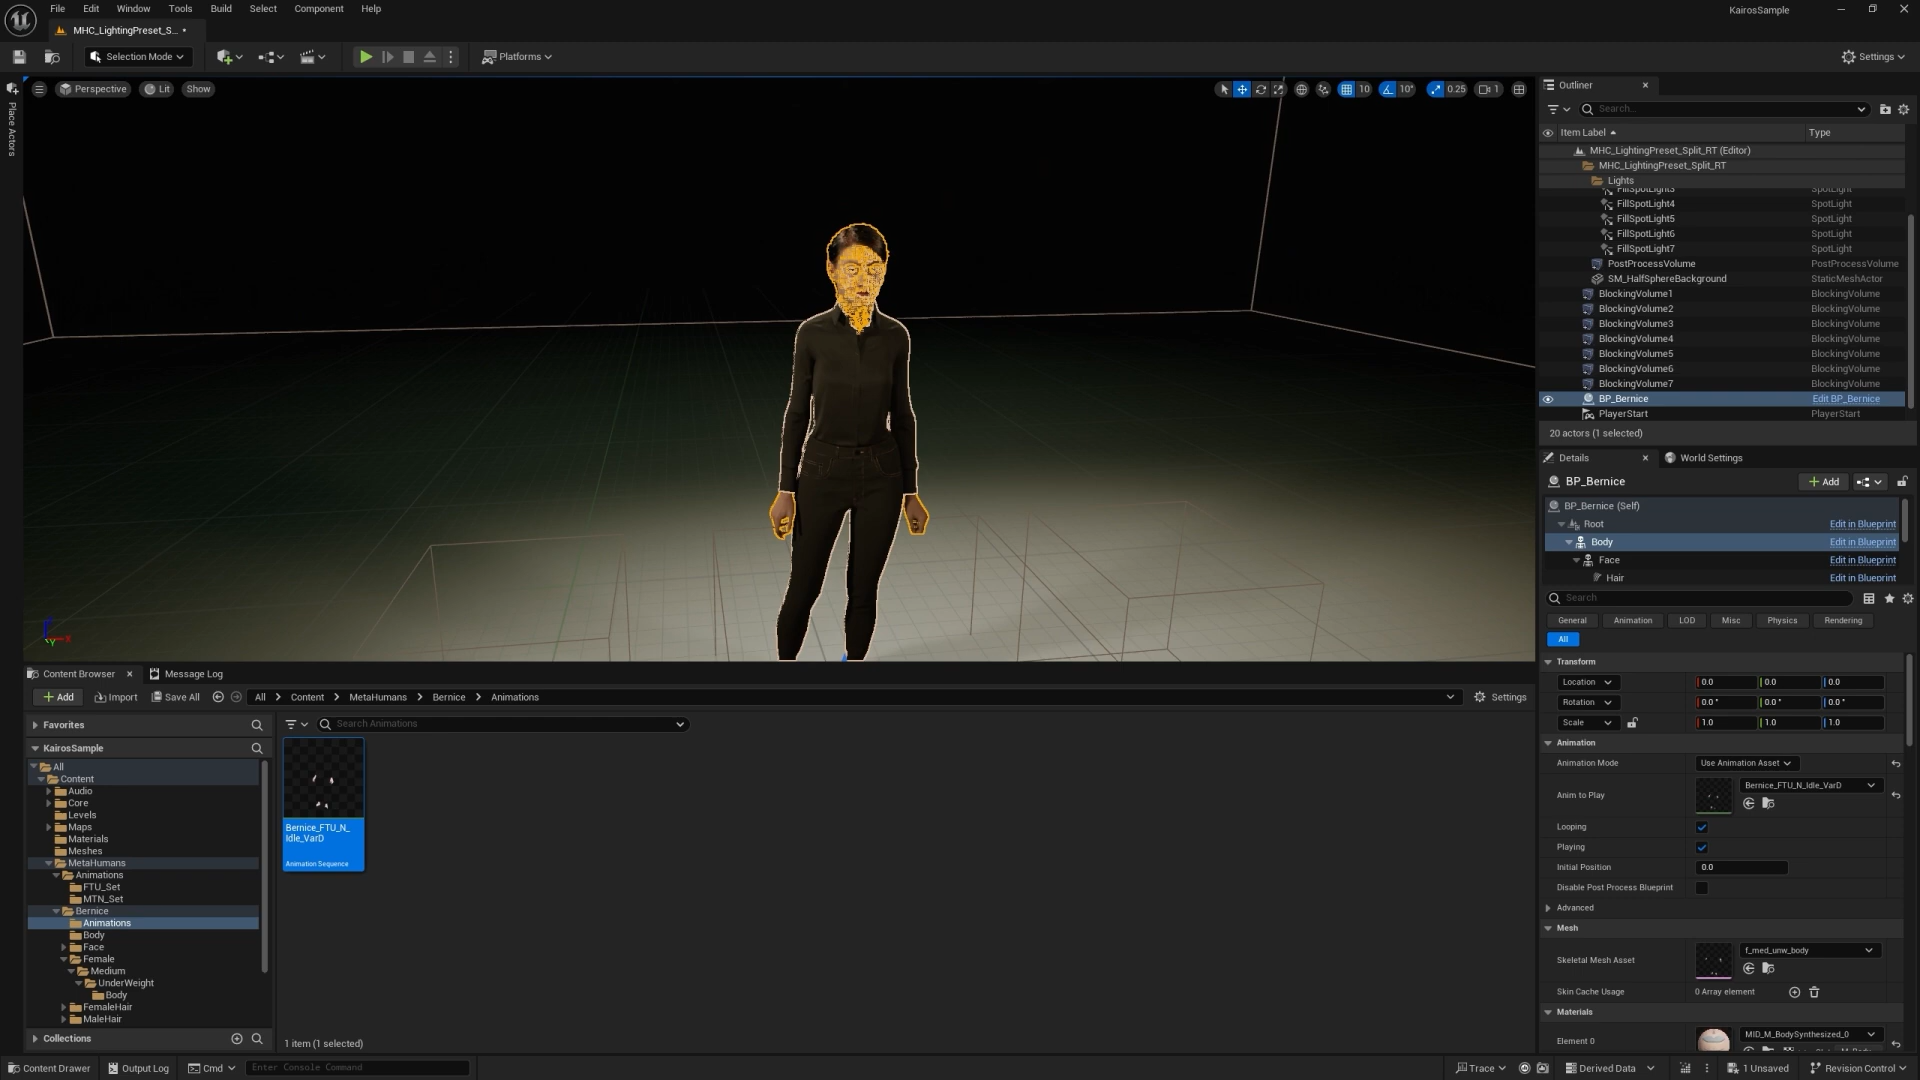 File Edit Window Tools Build Select Component Help
KairosSample
MHC_LightingPreset_S... •
Selection Mode
Platforms
Settings
Place Actors
Perspective
Lit
Show
10
10°
0.25
1
Outliner
Search...
Item Label
Type
MHC_LightingPreset_Split_RT (Editor)
MHC_LightingPreset_Split_RT
Lights
FillSpotLight3 SpotLight
FillSpotLight4 SpotLight
FillSpotLight5 SpotLight
FillSpotLight6 SpotLight
FillSpotLight7 SpotLight
PostProcessVolume PostProcessVolume
SM_HalfSphereBackground StaticMeshActor
BlockingVolume1 BlockingVolume
BlockingVolume2 BlockingVolume
BlockingVolume3 BlockingVolume
BlockingVolume4 BlockingVolume
BlockingVolume5 BlockingVolume
BlockingVolume6 BlockingVolume
BlockingVolume7 BlockingVolume
BP_Bernice Edit BP_Bernice
PlayerStart PlayerStart
20 actors (1 selected)
Details
World Settings
BP_Bernice
Add
BP_Bernice (Self)
Root Edit in Blueprint
Body Edit in Blueprint
Face Edit in Blueprint
Hair Edit in Blueprint
Search
General Animation LOD Misc Physics Rendering
All
Transform
Location 0.0 0.0 0.0
Rotation 0.0 ° 0.0 ° 0.0 °
Scale 1.0 1.0 1.0
Animation
Animation Mode Use Animation Asset
Anim to Play Bernice_FTU_N_Idle_VarD
Looping
Playing
Initial Position 0.0
Disable Post Process Blueprint
Advanced
Mesh
Skeletal Mesh Asset f_med_unw_body
Skin Cache Usage 0 Array element
Materials
Element 0 MID_M_BodySynthesized_0
X
Y
Content Browser
Message Log
Add Import Save All All Content MetaHumans Bernice Animations Settings
Favorites
Search Animations
KairosSample
All
Content
Audio
Core
Levels
Maps
Materials
Meshes
MetaHumans
Animations
FTU_Set
MTN_Set
Bernice
Animations
Body
Face
Female
Medium
UnderWeight
Body
FemaleHair
MaleHair
Collections
Bernice_FTU_N_
Idle_VarD
Animation Sequence
1 item (1 selected)
Content Drawer Output Log Cmd Enter Console Command Trace Derived Data 1 Unsaved Revision Control